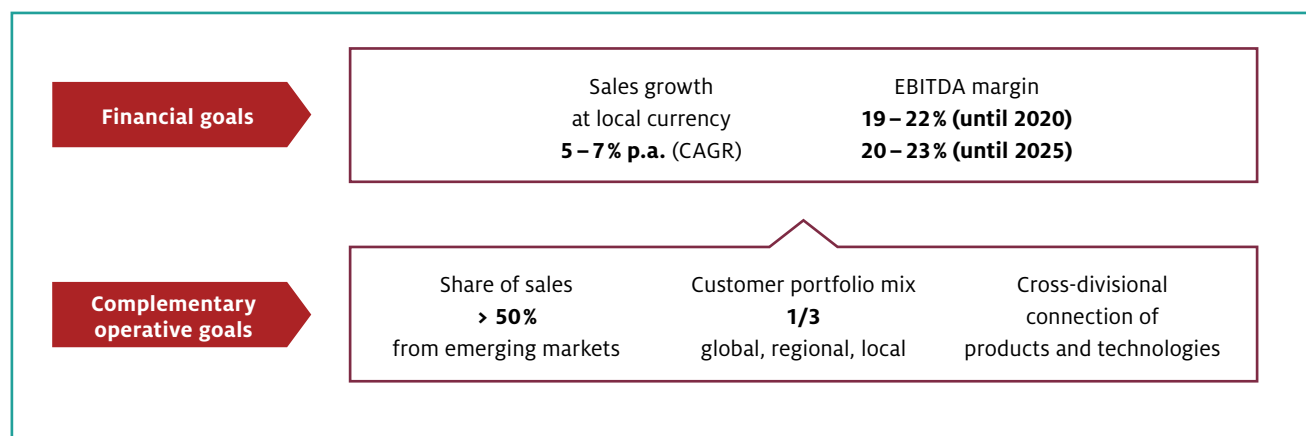 Financial goals
Sales growth
at local currency
5 – 7 % p.a. (CAGR)
EBITDA margin
19 – 22 % (until 2020)
20 – 23 % (until 2025)
Complementary
operative goals
Share of sales
> 50 %
from emerging markets
Customer portfolio mix
1/3
global, regional, local
Cross-divisional
connection of
products and technologies